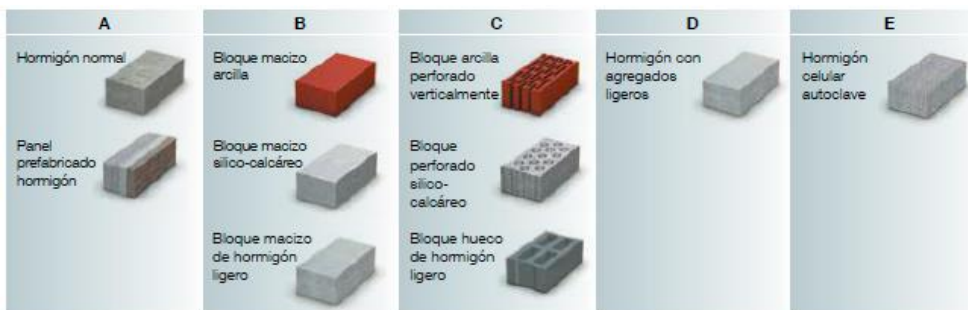 A
Hormigón normal
Panel
prefabricado
hormigón
B
Bloque macizo
arcilla
Bloque macizo
silico-calcáreo
Bloque macizo
de hormigón
ligero
C
Bloque arcilla
perforado
verticalmente
Bloque
perforado
silico-
calcáreo
Bloque hueco
de hormigón
ligero
D
Hormigón con
agregados
ligeros
E
Hormigón
celular
autoclave